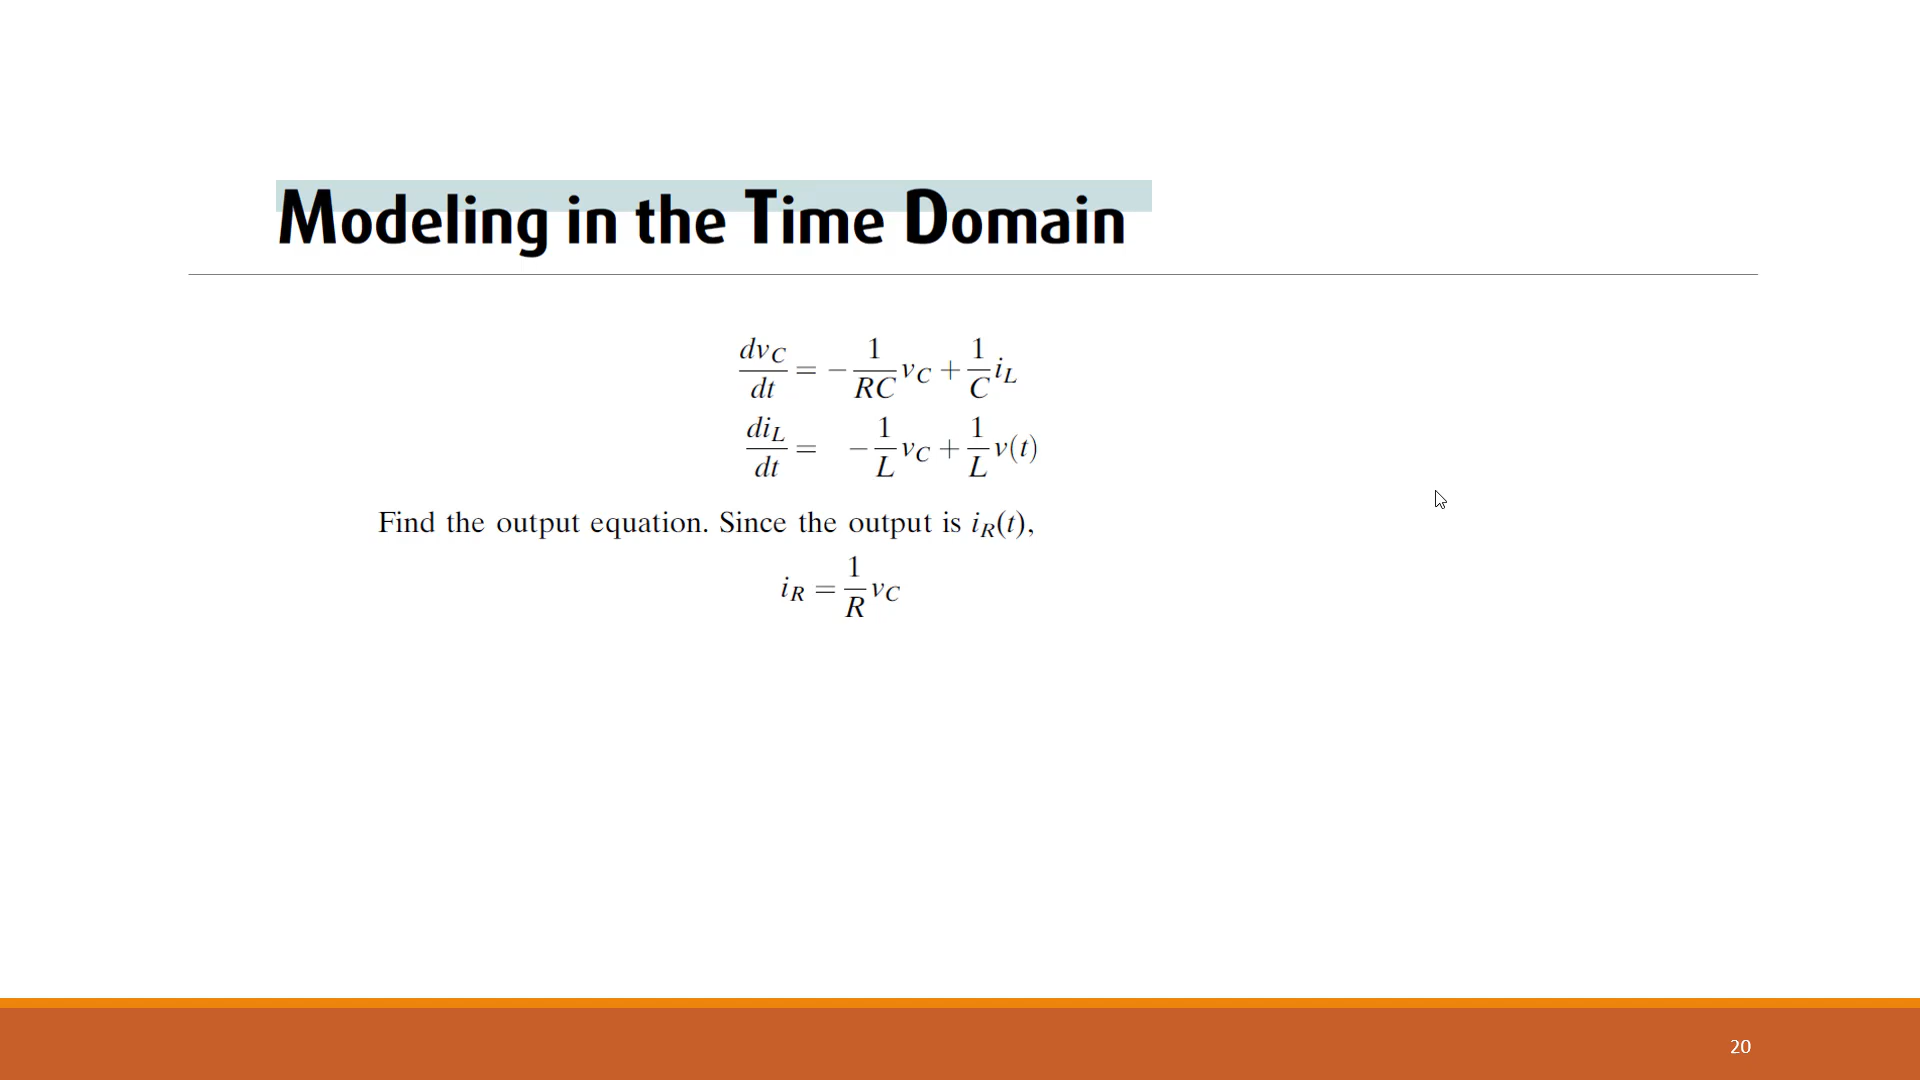 Modeling in the Time Domain
dv_C/dt = −(1/RC)v_C + (1/C)i_L
di_L/dt = −(1/L)v_C + (1/L)v(t)
Find the output equation. Since the output is i_R(t),
i_R = (1/R)v_C
20